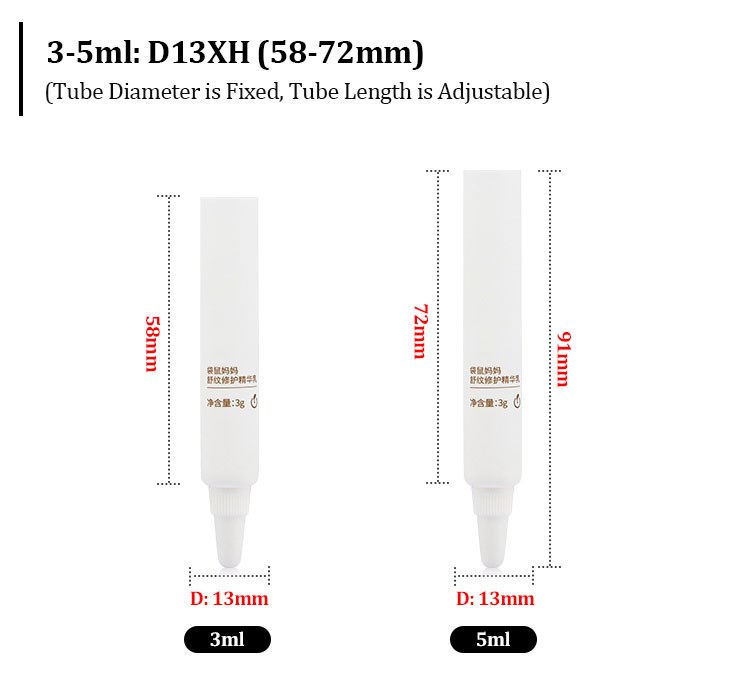 3-5ml: D13XH (58-72mm)
(Tube Diameter is Fixed, Tube Length is Adjustable)
58mm
袋鼠妈妈
舒纹修护精华乳
净含量:3g
D: 13mm
3ml
72mm
91mm
袋鼠妈妈
舒纹修护精华乳
净含量:3g
D: 13mm
5ml